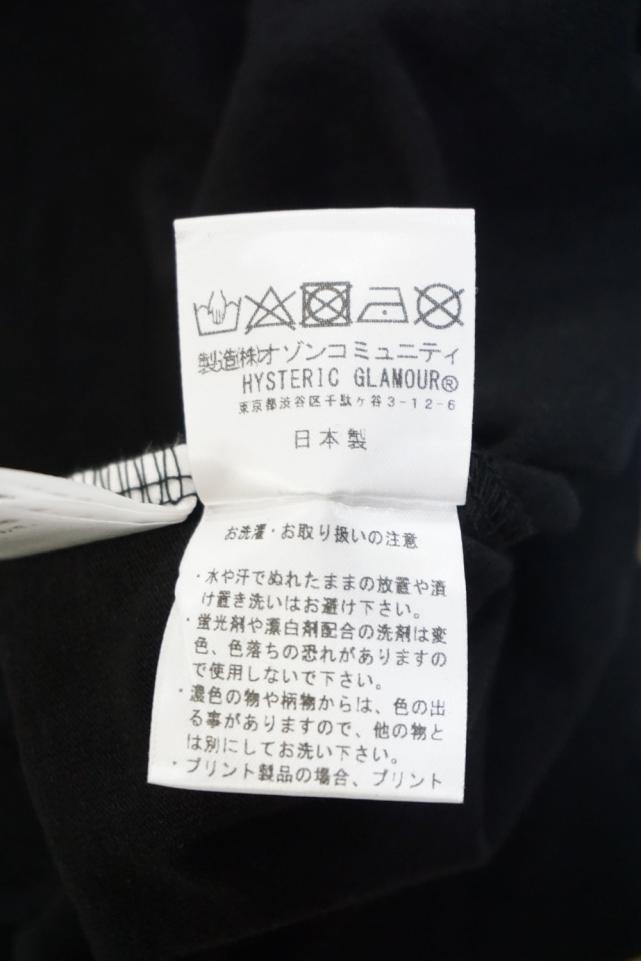 製造(株)オゾンコミュニティ
HYSTERIC GLAMOUR®
東京都渋谷区千駄ヶ谷3-12-6
日本製
お洗濯・お取り扱いの注意
・水や汗でぬれたままの放置や漬
け置き洗いはお避け下さい。
・蛍光剤や漂白剤配合の洗剤は変
色、色落ちの恐れがありますの
で使用しないで下さい。
・濃色の物や柄物からは、色の出
る事がありますので、他の物と
は別にしてお洗い下さい。
・プリント製品の場合、プリント